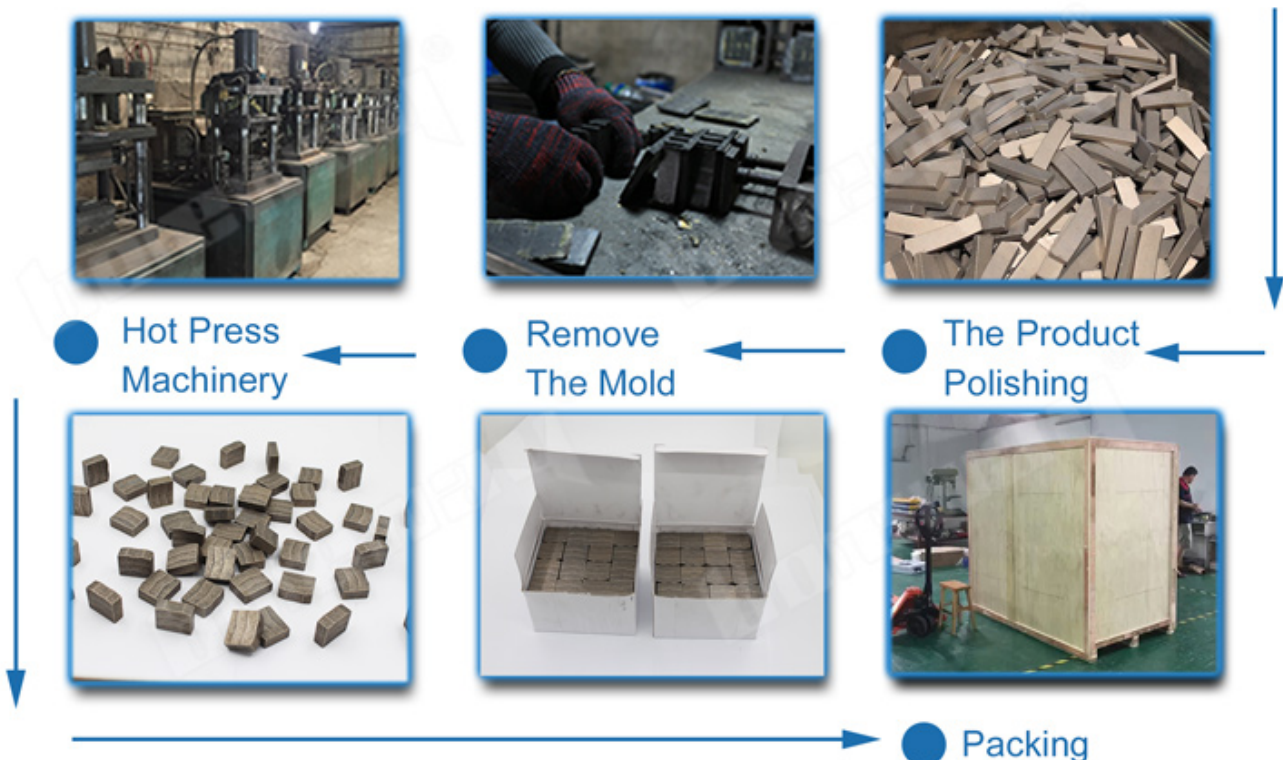 Hot Press
Machinery
Remove
The Mold
The Product
Polishing
Packing